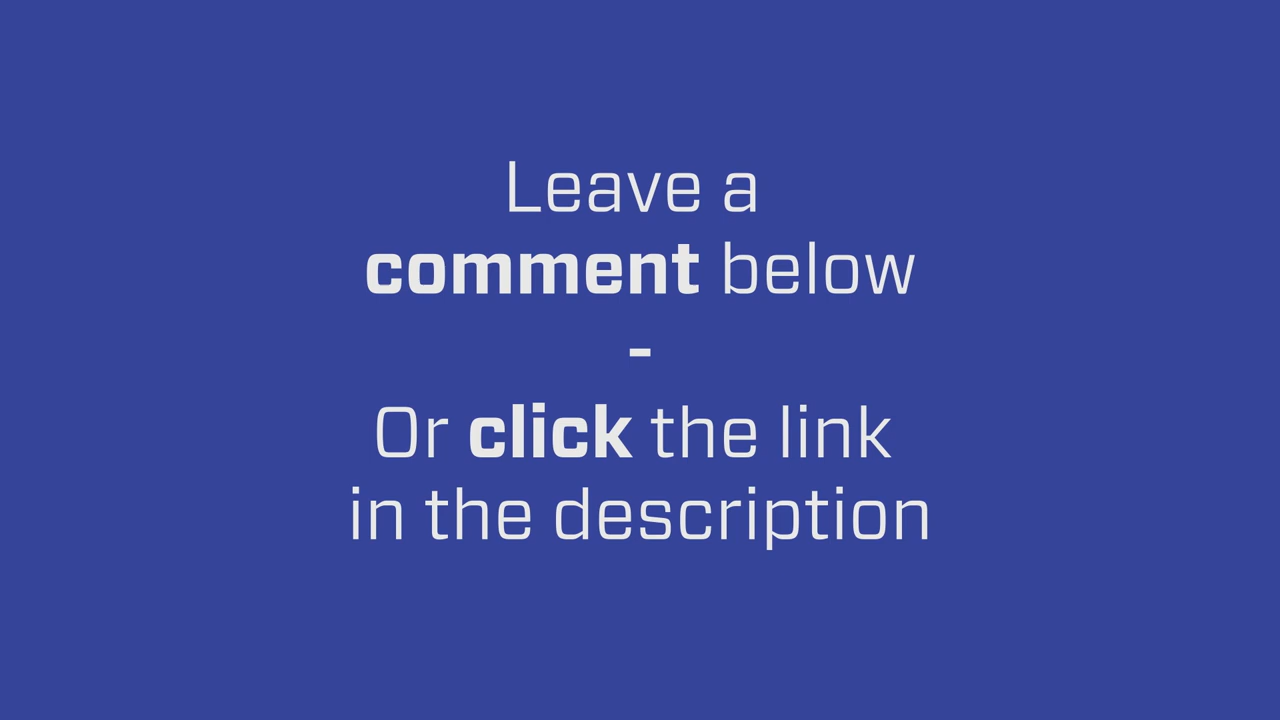 Leave a
comment below
-
Or click the link
in the description